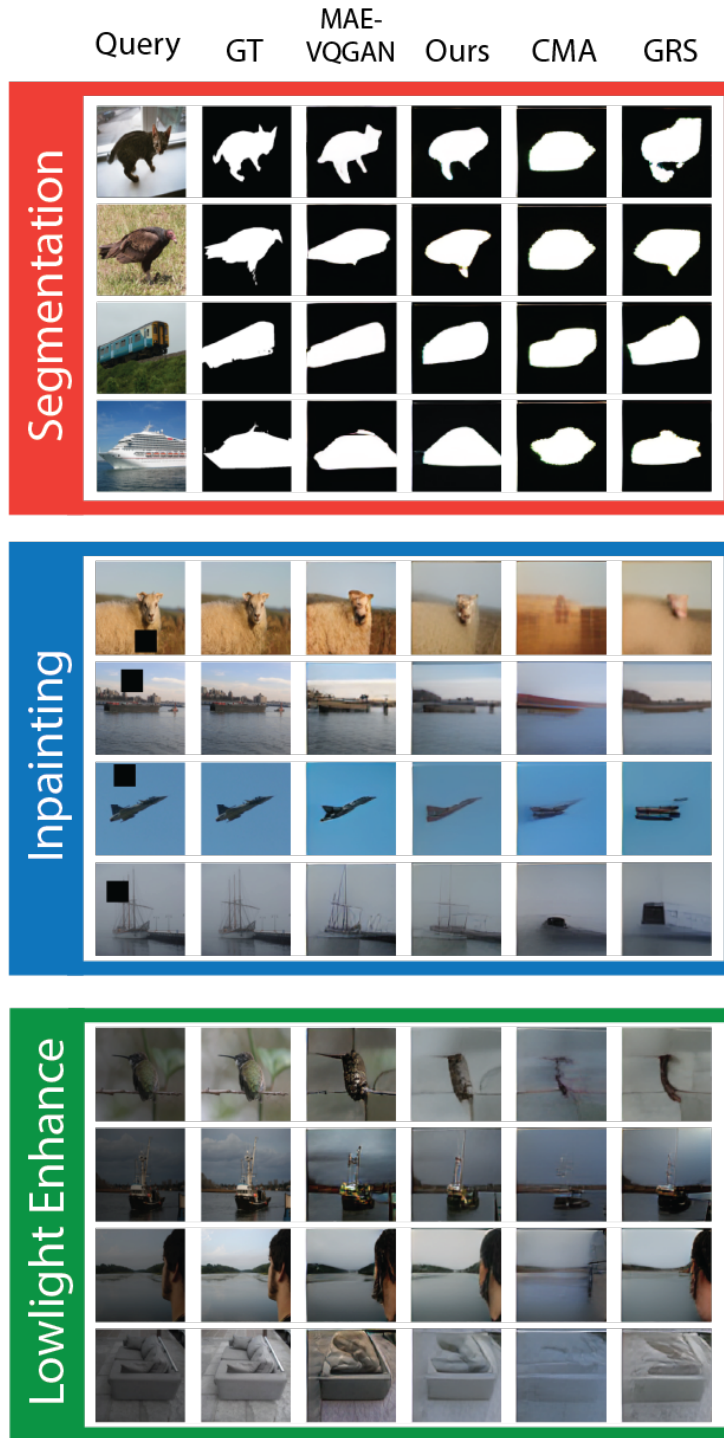 Query GT MAE-
VQGAN Ours CMA GRS
Segmentation
Inpainting
Lowlight Enhance